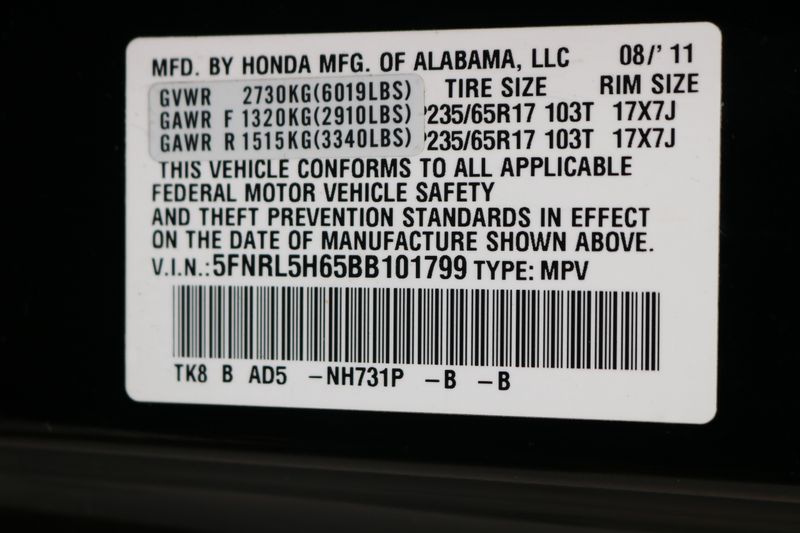 MFD. BY HONDA MFG. OF ALABAMA, LLC 08/'11
TIRE SIZE RIM SIZE
GVWR 2730KG(6019LBS)
GAWR F 1320KG(2910LBS) P235/65R17 103T 17X7J
GAWR R 1515KG(3340LBS) P235/65R17 103T 17X7J
THIS VEHICLE CONFORMS TO ALL APPLICABLE
FEDERAL MOTOR VEHICLE SAFETY
AND THEFT PREVENTION STANDARDS IN EFFECT
ON THE DATE OF MANUFACTURE SHOWN ABOVE.
V.I.N.:5FNRL5H65BB101799 TYPE: MPV
TK8 B AD5 -NH731P -B -B